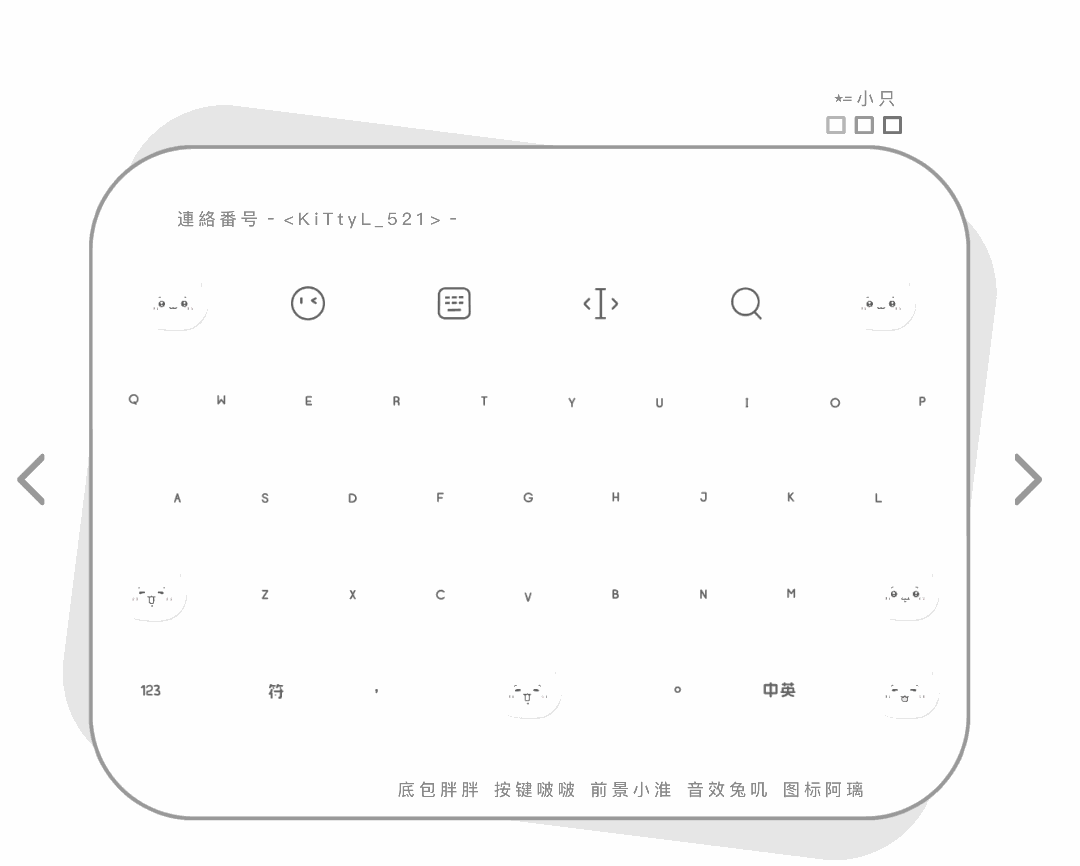 *=小只
連絡番号 - <KiTtyL_521> -
Q W E R T Y U I O P
A S D F G H J K L
Z X C V B N M
123 符 ' 。 中英
底包胖胖 按键啵啵 前景小淮 音效兔叽 图标阿璃